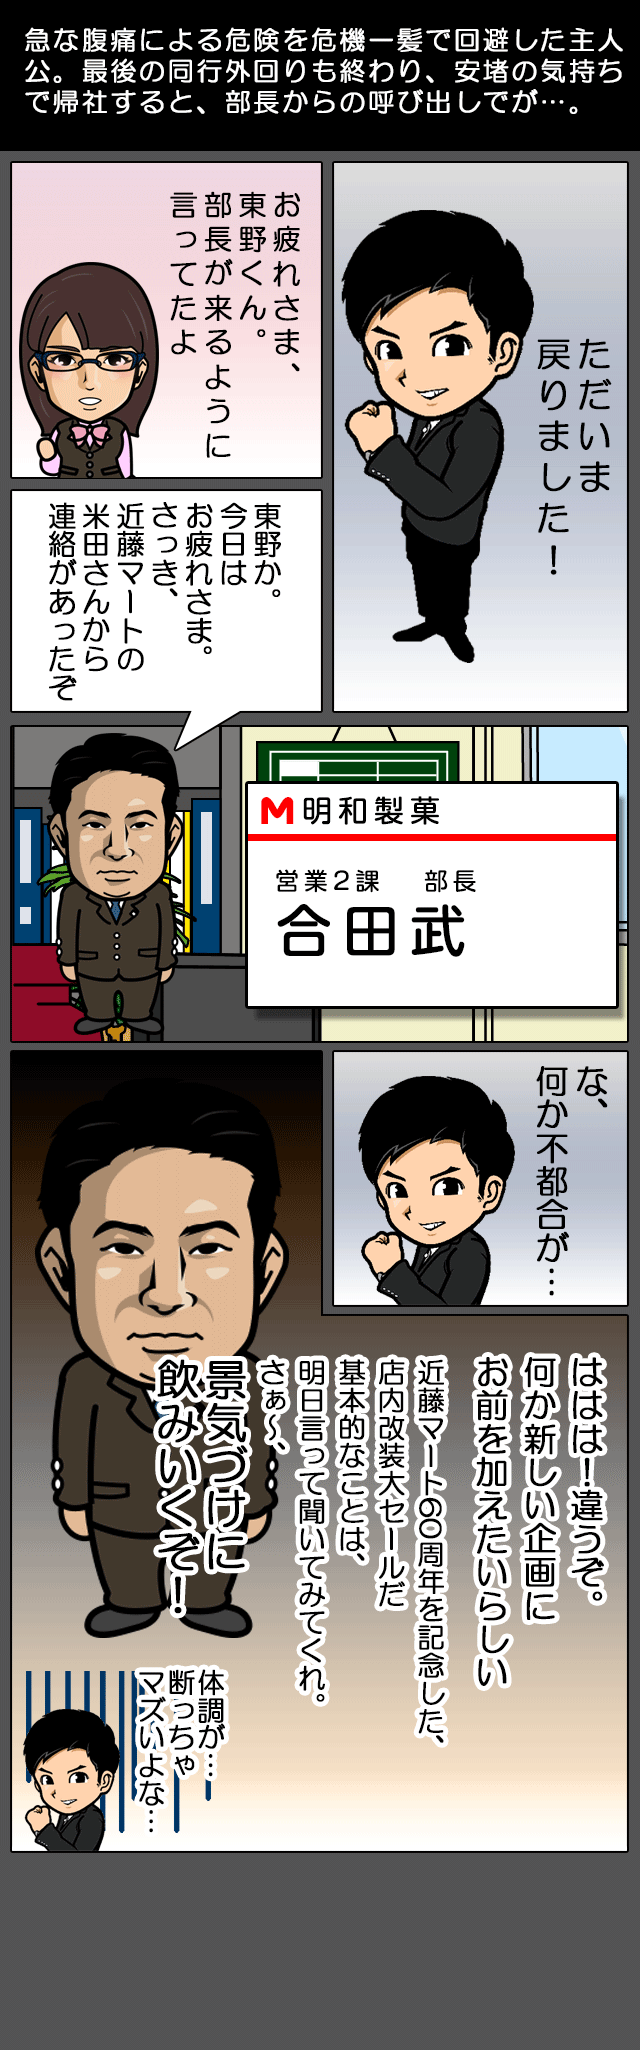 急な腹痛による危険を危機一髪で回避した主人
公。最後の同行外回りも終わり、安堵の気持ち
で帰社すると、部長からの呼び出しでが…。
ただいま
戻りました！
お疲れさま、
東野くん。
部長が来るように
言ってたよ
東野か。
今日は
お疲れさま。
さっき、
近藤マートの
米田さんから
連絡があったぞ
M 明和製菓
営業2課 部長
合田武
な、
何か不都合が…
ははは！違うぞ。
何か新しい企画に
お前を加えたいらしい
近藤マート60周年を記念した、
店内改装大セールだ
基本的なことは、
明日言って聞いてみてくれ。
さぁ～、
景気づけに
飲みいくぞ！
体調が…
断っちゃ
マズいよな…